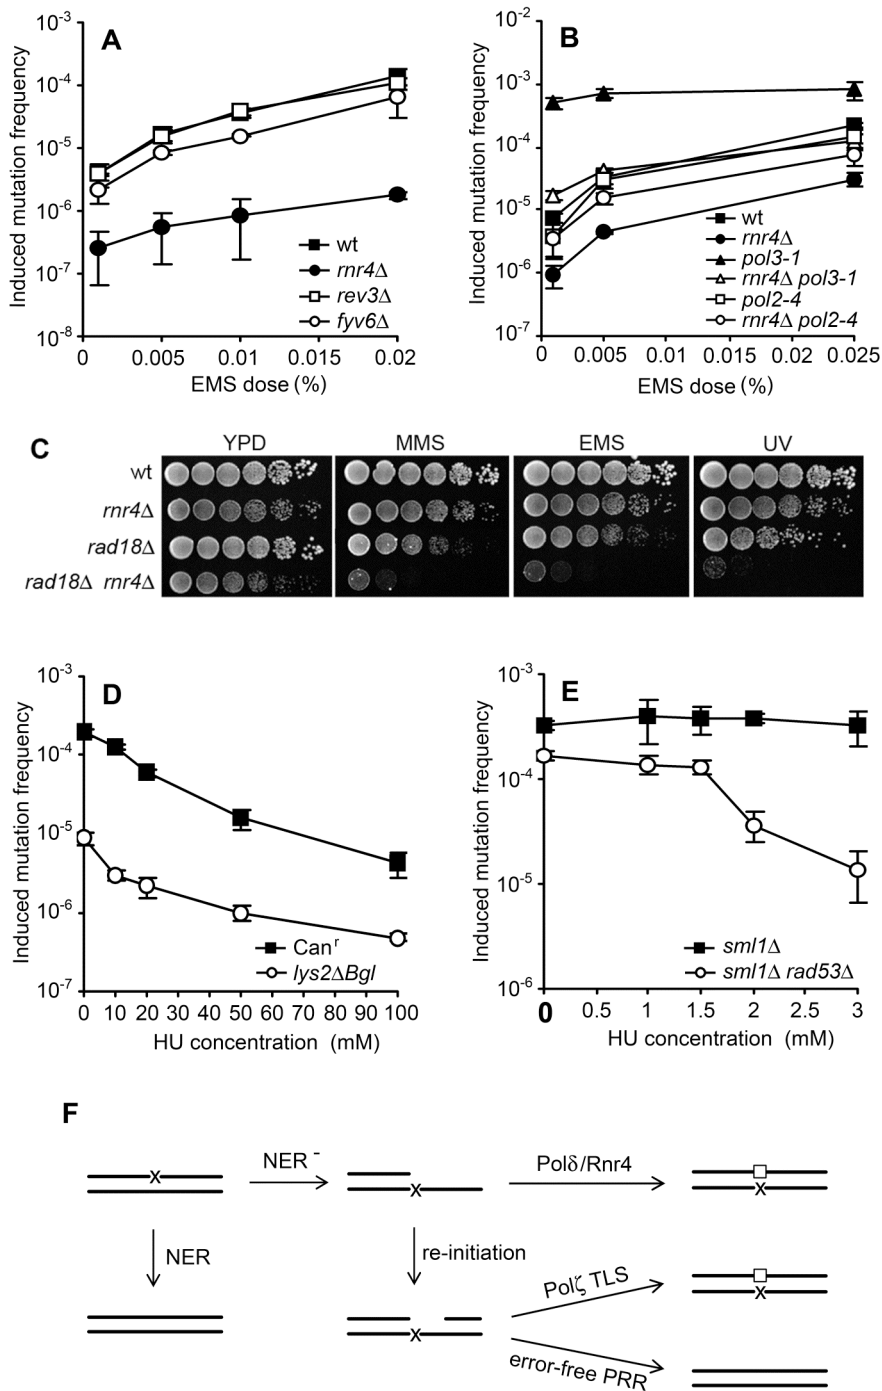 A
Induced mutation frequency
10-3
10-4
10-5
10-6
10-7
10-8
0
0.005
0.01
0.015
0.02
EMS dose (%)
wt
rnr4Δ
rev3Δ
fyv6Δ
B
Induced mutation frequency
10-2
10-3
10-4
10-5
10-6
10-7
0
0.005
0.01
0.015
0.02
0.025
EMS dose (%)
wt
rnr4Δ
pol3-1
rnr4Δ pol3-1
pol2-4
rnr4Δ pol2-4
C
YPD MMS EMS UV
wt
rnr4Δ
rad18Δ
rad18Δ rnr4Δ
D
Induced mutation frequency
10-3
10-4
10-5
10-6
10-7
0 10 20 30 40 50 60 70 80 90 100
HU concentration (mM)
Canr
lys2ΔBgl
E
Induced mutation frequency
10-3
10-4
10-5
10-6
0 0.5 1 1.5 2 3
HU concentration (mM)
sml1Δ
sml1Δ rad53Δ
F
x
NER -
x
Polδ/Rnr4
x
NER
re-initiation
x
Polζ TLS
x
error-free PRR